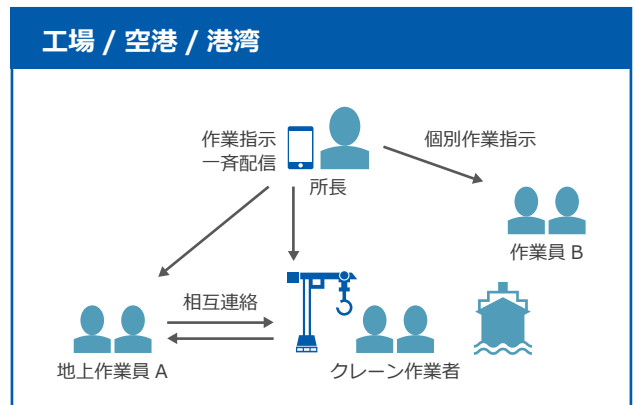 工場 / 空港 / 港湾
作業指示
一斉配信
個別作業指示
所長
作業員 B
相互連絡
地上作業員 A
クレーン作業者